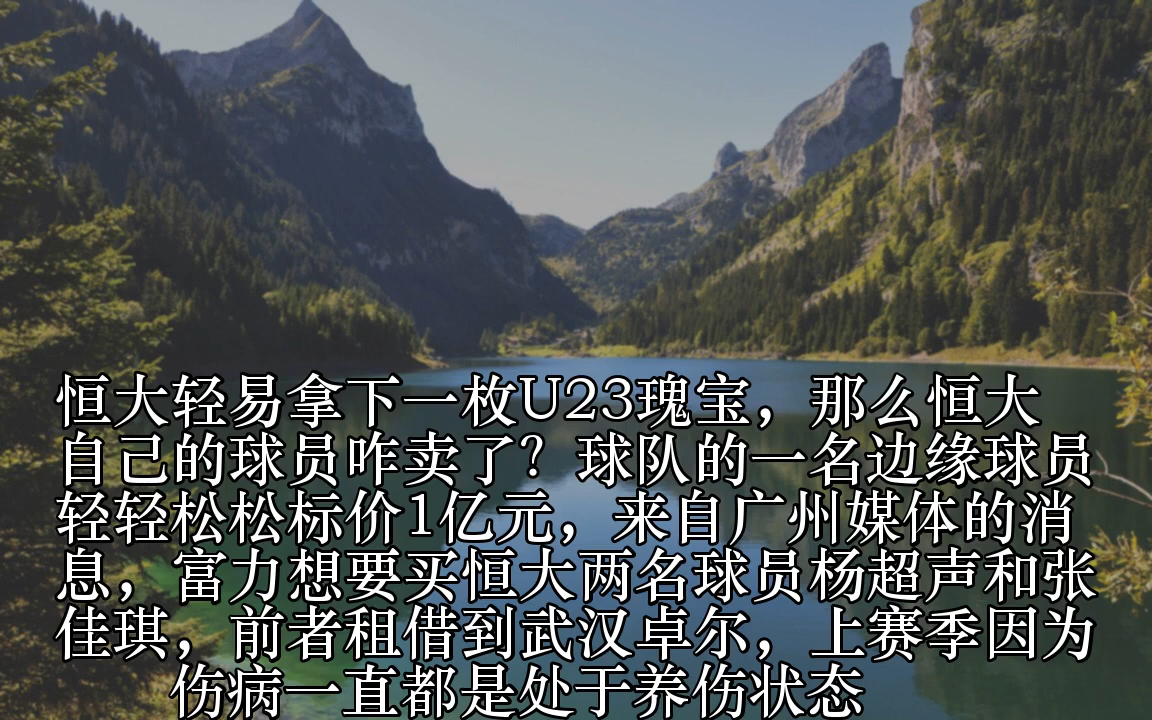 恒大轻易拿下一枚U23瑰宝，那么恒大
自己的球员咋卖了？球队的一名边缘球员
轻轻松松标价1亿元，来自广州媒体的消
息，富力想要买恒大两名球员杨超声和张
佳琪，前者租借到武汉卓尔，上赛季因为
伤病一直都是处于养伤状态